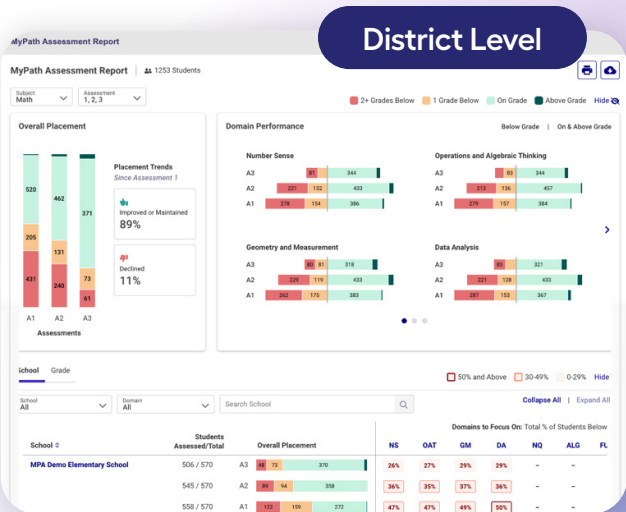 District Level
MyPath Assessment Report
MyPath Assessment Report | 1253 Students
Subject
Math
Assessment
1, 2, 3
2+ Grades Below 1 Grade Below On Grade Above Grade Hide
Overall Placement
520
205
431
A1
462
131
240
A2
371
73
61
A3
Assessments
Placement Trends
Since Assessment 1
Improved or Maintained
89%
Declined
11%
Domain Performance
Below Grade | On & Above Grade
Number Sense
A3 81 344
A2 221 132 433
A1 278 154 386
Operations and Algebraic Thinking
A3 83 344
A2 213 136 457
A1 279 157 384
Geometry and Measurement
A3 80 81 318
A2 229 119 433
A1 262 175 383
Data Analysis
A3 83 321
A2 221 128 433
A1 287 153 367
School Grade
50% and Above 30-49% 0-29% Hide
School
All
Domain
All
Search School
Collapse All | Expand All
Domains to Focus On: Total % of Students Below
School Students Assessed/Total Overall Placement NS OAT GM DA NQ ALG FU
MPA Demo Elementary School 506 / 570 A3 48 73 370 26% 27% 29% 29% – –
545 / 570 A2 89 94 358 36% 35% 37% 36% – –
558 / 570 A1 122 159 272 47% 47% 49% 50% – –